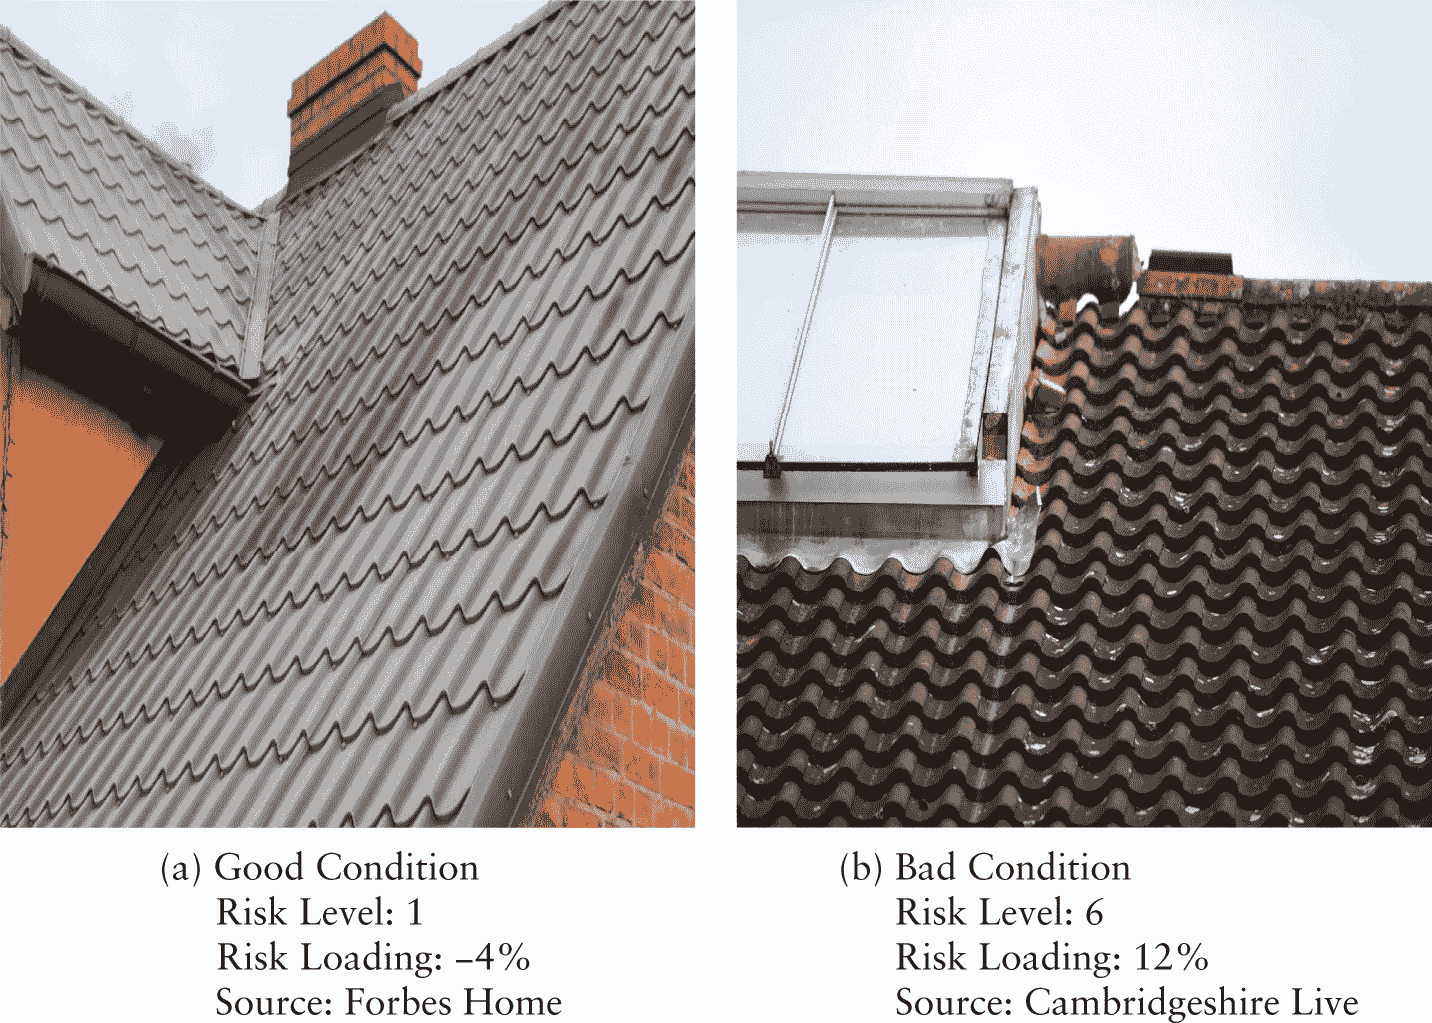 (a) Good Condition
Risk Level: 1
Risk Loading: –4%
Source: Forbes Home
(b) Bad Condition
Risk Level: 6
Risk Loading: 12%
Source: Cambridgeshire Live